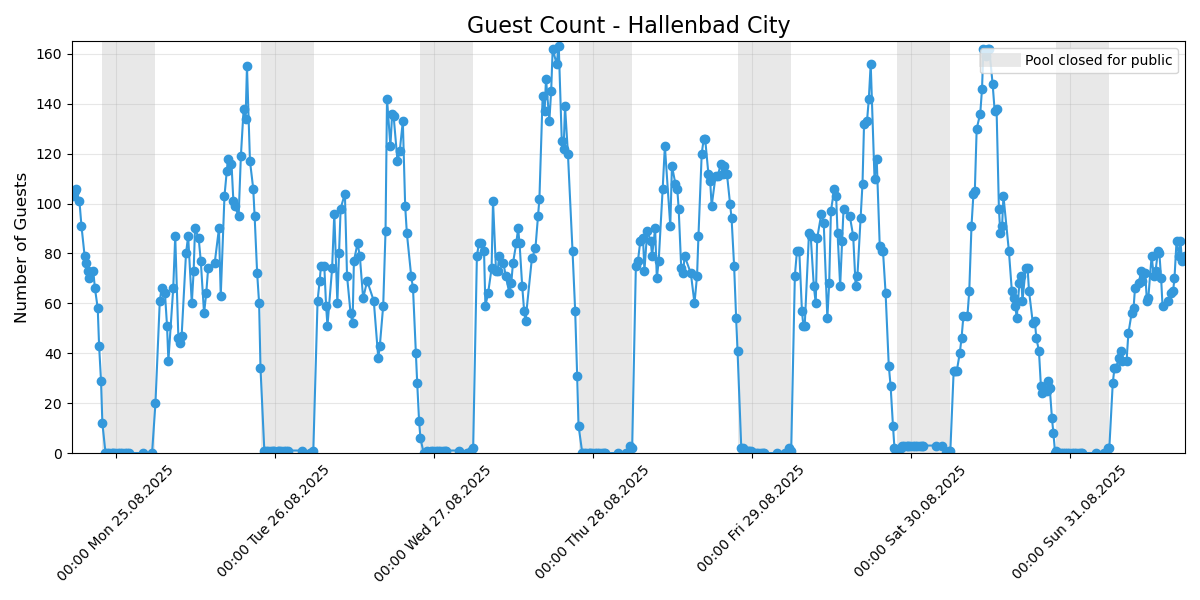 Guest Count - Hallenbad City
Pool closed for public
Number of Guests
160
140
120
100
80
60
40
20
0
00:00 Mon 25.08.2025
00:00 Tue 26.08.2025
00:00 Wed 27.08.2025
00:00 Thu 28.08.2025
00:00 Fri 29.08.2025
00:00 Sat 30.08.2025
00:00 Sun 31.08.2025